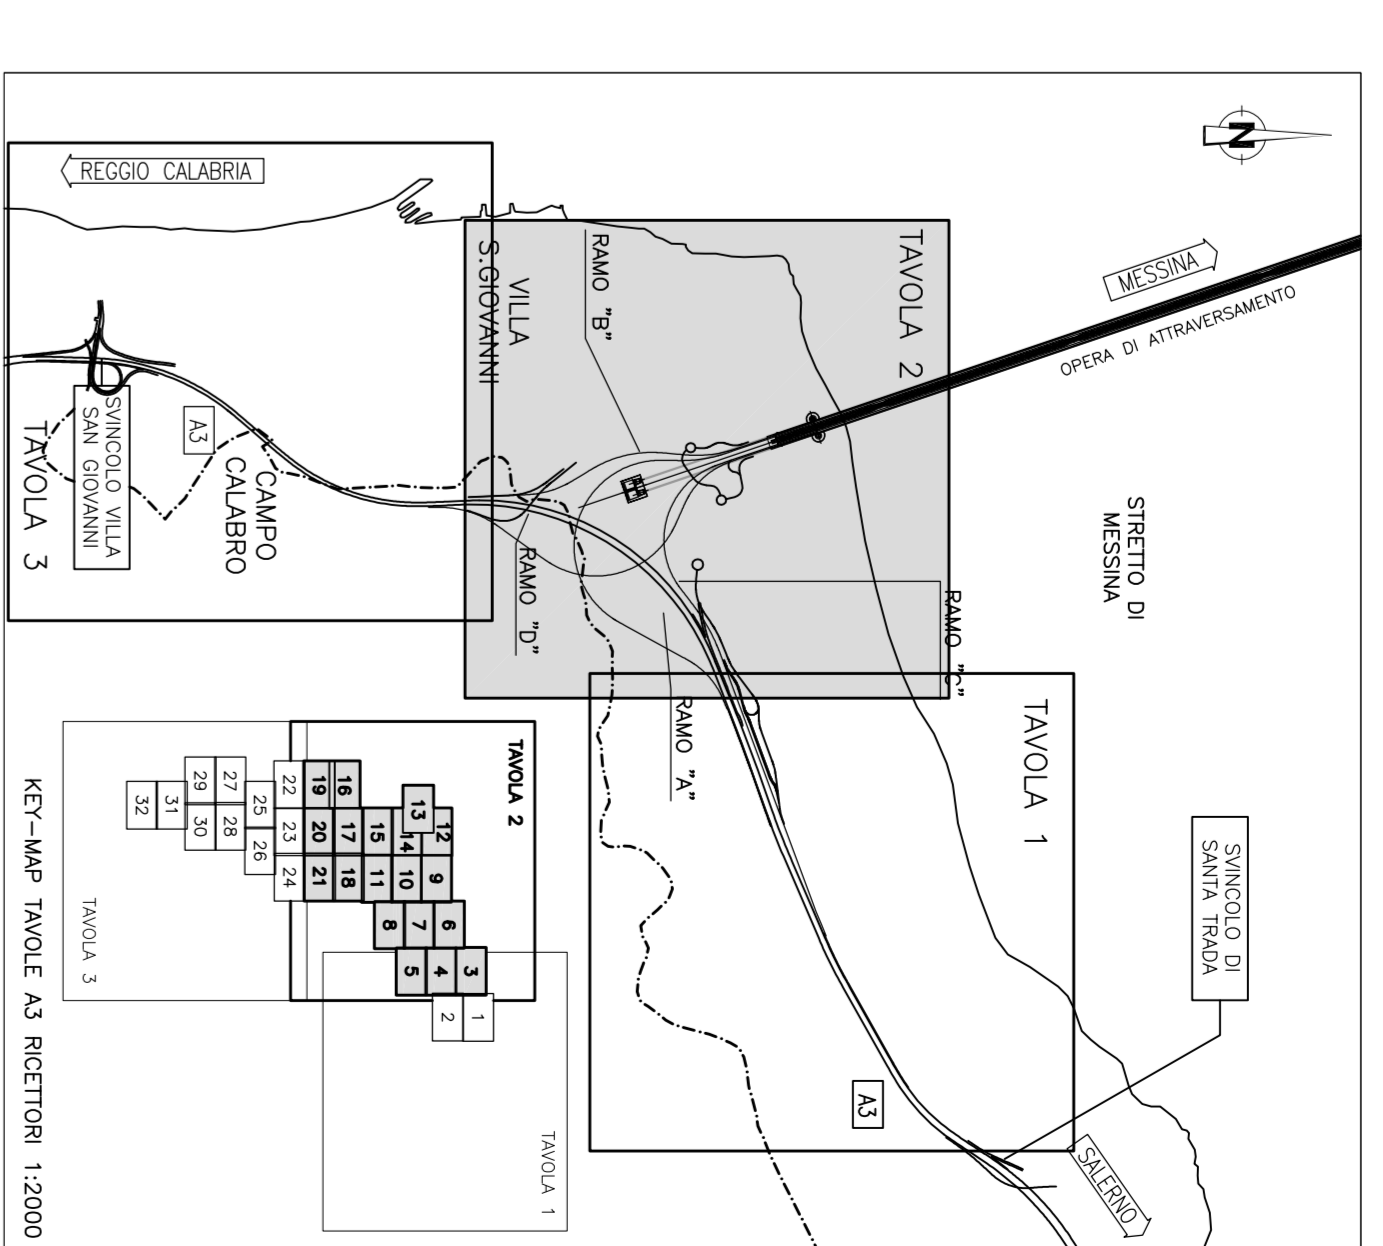 N
REGGIO CALABRIA
MESSINA
OPERA DI ATTRAVERSAMENTO
STRETTO DI
MESSINA
TAVOLA 2
RAMO "B"
VILLA
S.GIOVANNI
RAMO "D"
RAMO "C"
RAMO "A"
TAVOLA 1
SVINCOLO DI
SANTA TRADA
A3
SALERNO
A3
CAMPO
CALABRO
SVINCOLO VILLA
SAN GIOVANNI
TAVOLA 3
TAVOLA 2
12
13
9
6
3
1
14
10
7
4
2
15
11
8
5
16
17
18
19
20
21
22
23
24
25
26
27
28
29
30
31
32
TAVOLA 3
TAVOLA 1
KEY-MAP TAVOLE A3 RICETTORI 1:2000